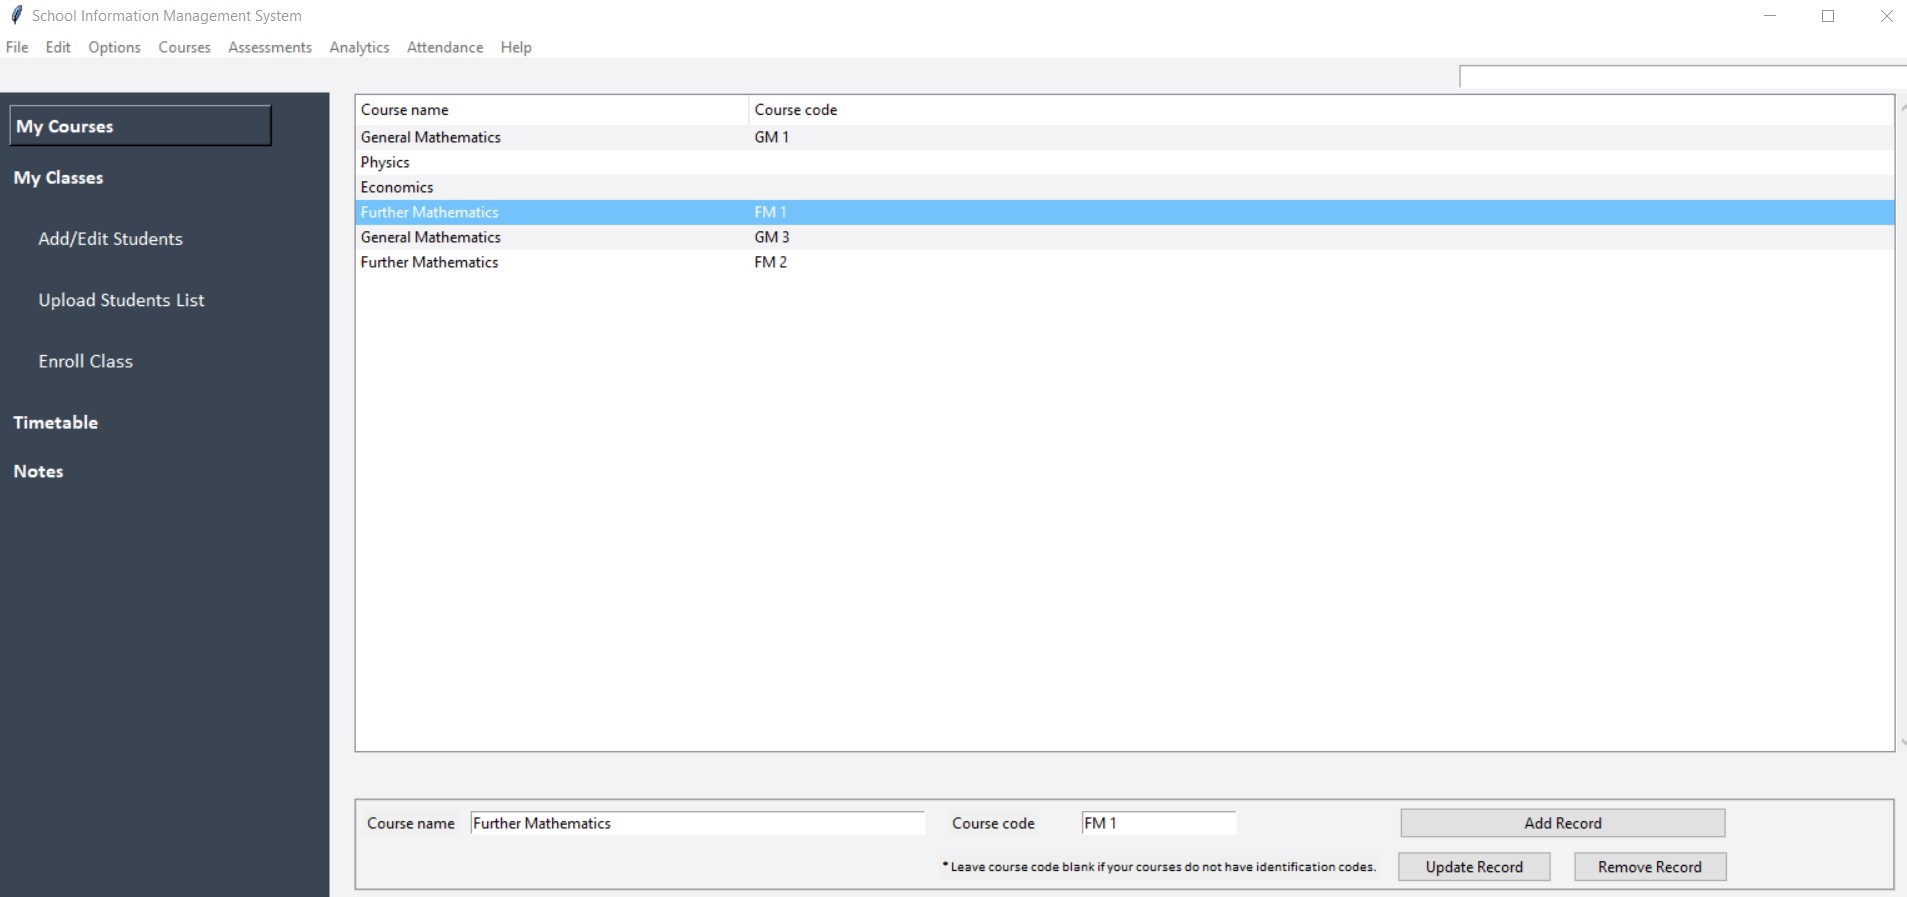 School Information Management System
File Edit Options Courses Assessments Analytics Attendance Help
My Courses
My Classes
Add/Edit Students
Upload Students List
Enroll Class
Timetable
Notes
Course name Course code
General Mathematics GM 1
Physics
Economics
Further Mathematics FM 1
General Mathematics GM 3
Further Mathematics FM 2
Course name Further Mathematics Course code FM 1 Add Record
* Leave course code blank if your courses do not have identification codes. Update Record Remove Record